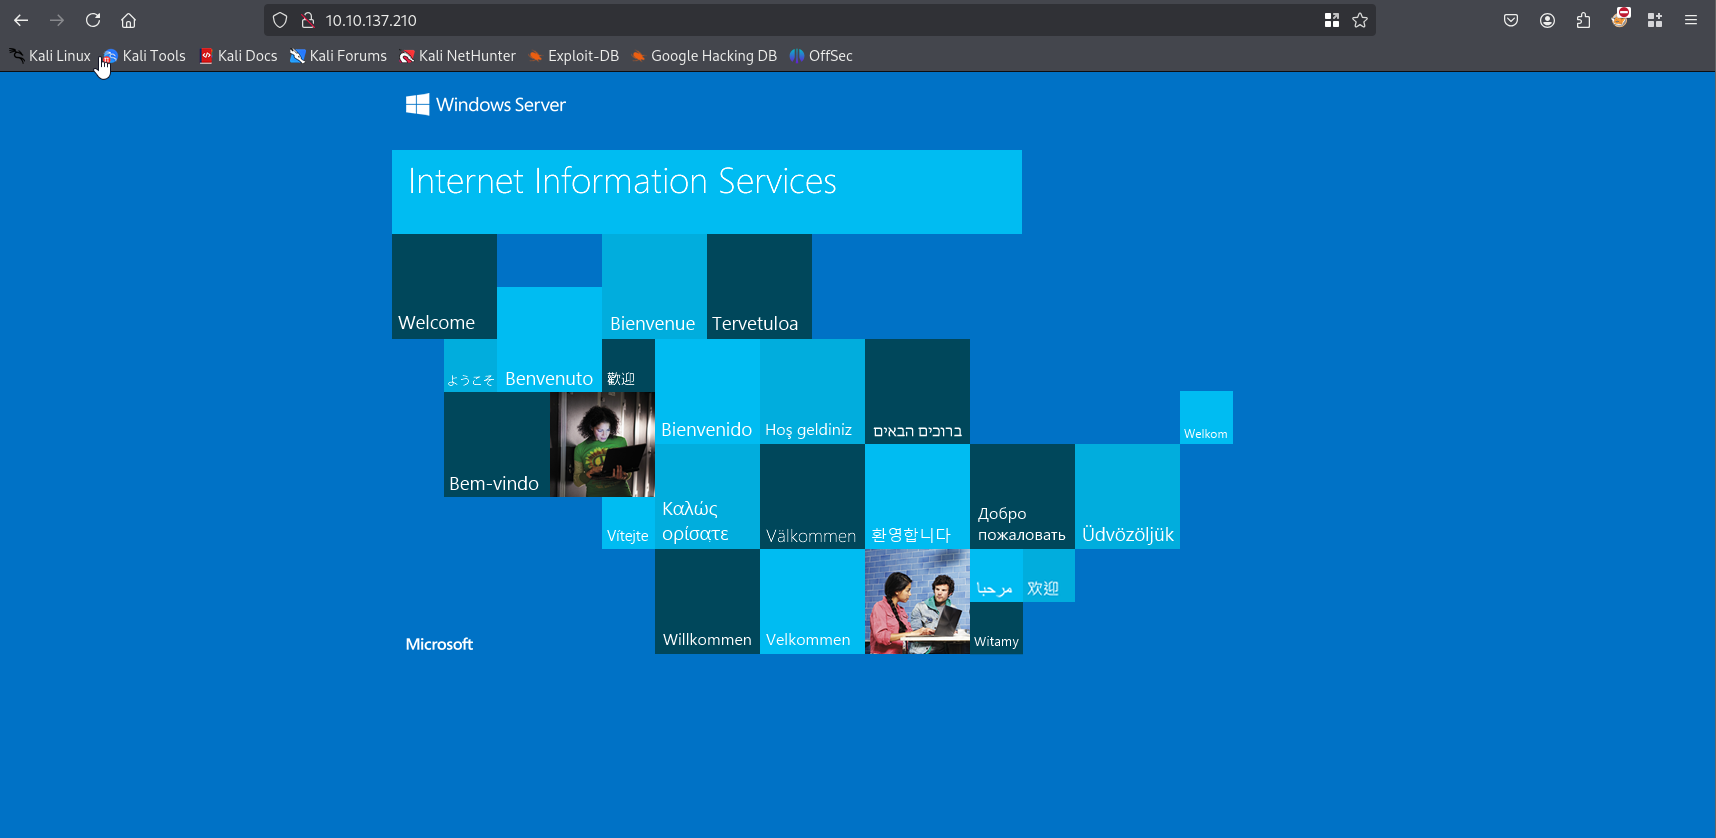 10.10.137.210
Kali Linux
Kali Tools
Kali Docs
Kali Forums
Kali NetHunter
Exploit-DB
Google Hacking DB
OffSec
Windows Server
Internet Information Services
Welcome
Bienvenue
Tervetuloa
ようこそ
Benvenuto
歡迎
Bienvenido
Hoş geldiniz
ברוכים הבאים
Welkom
Bem-vindo
Vítejte
Καλώς
ορίσατε
Välkommen
환영합니다
Добро
пожаловать
Üdvözöljük
مرحبا
欢迎
Microsoft
Willkommen
Velkommen
Witamy